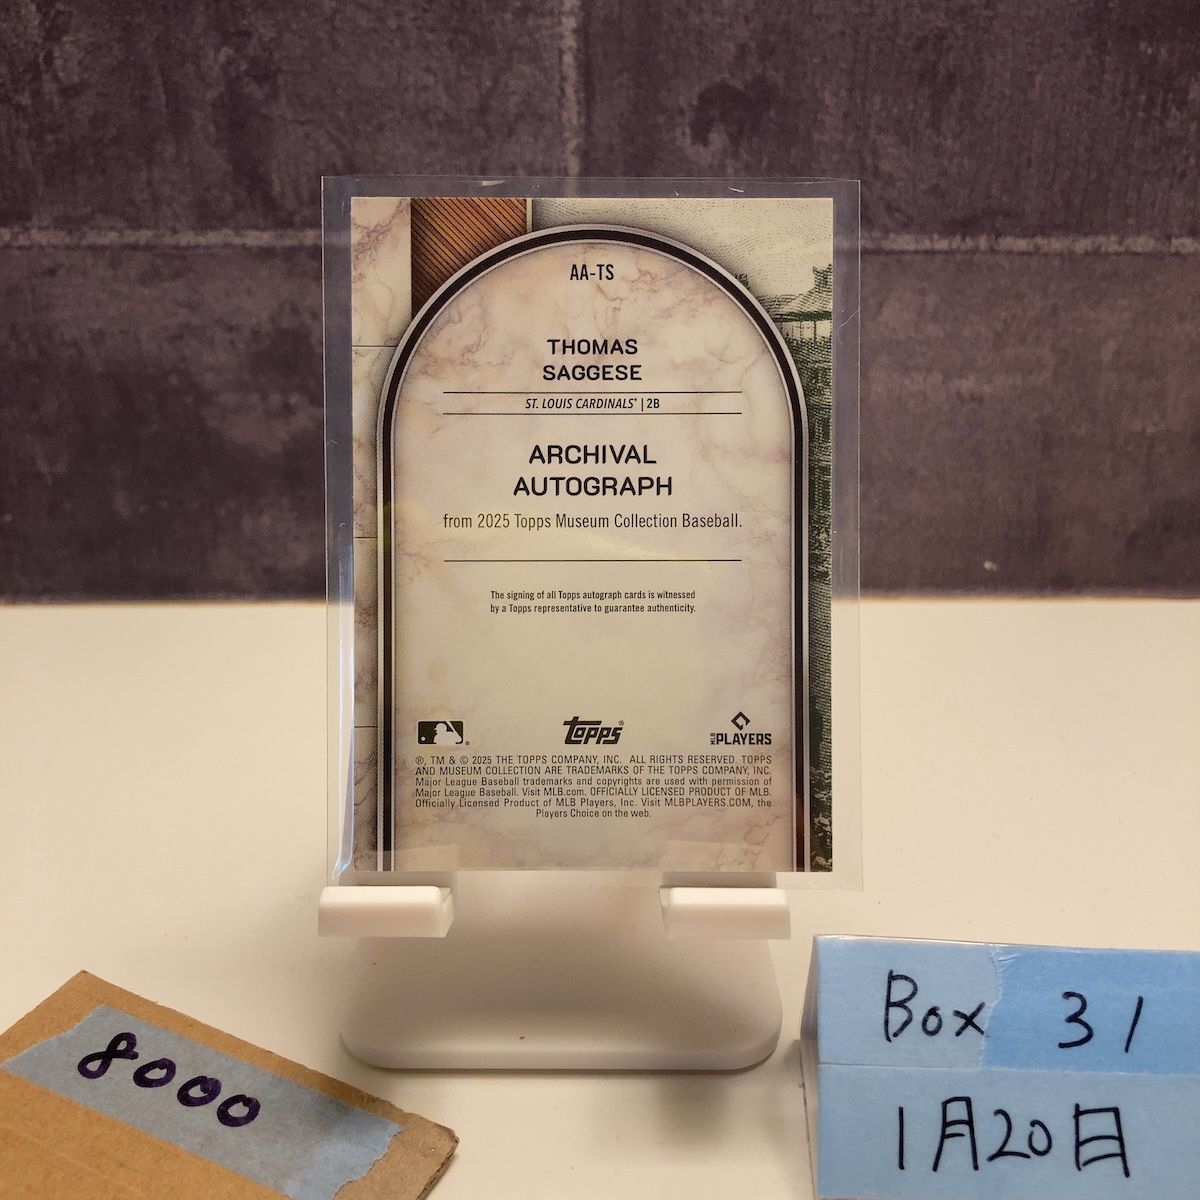 AA-TS
THOMAS
SAGGESE
ST. LOUIS CARDINALS® | 2B
ARCHIVAL
AUTOGRAPH
from 2025 Topps Museum Collection Baseball.
The signing of all Topps autograph cards is witnessed
by a Topps representative to guarantee authenticity.
topps®
MLB PLAYERS
®, TM & © 2025 THE TOPPS COMPANY, INC. ALL RIGHTS RESERVED. TOPPS
AND MUSEUM COLLECTION ARE TRADEMARKS OF THE TOPPS COMPANY, INC.
Major League Baseball trademarks and copyrights are used with permission of
Major League Baseball. Visit MLB.com. OFFICIALLY LICENSED PRODUCT OF MLB.
Officially Licensed Product of MLB Players, Inc. Visit MLBPLAYERS.COM, the
Players Choice on the web.
8000
Box 31
1月20日